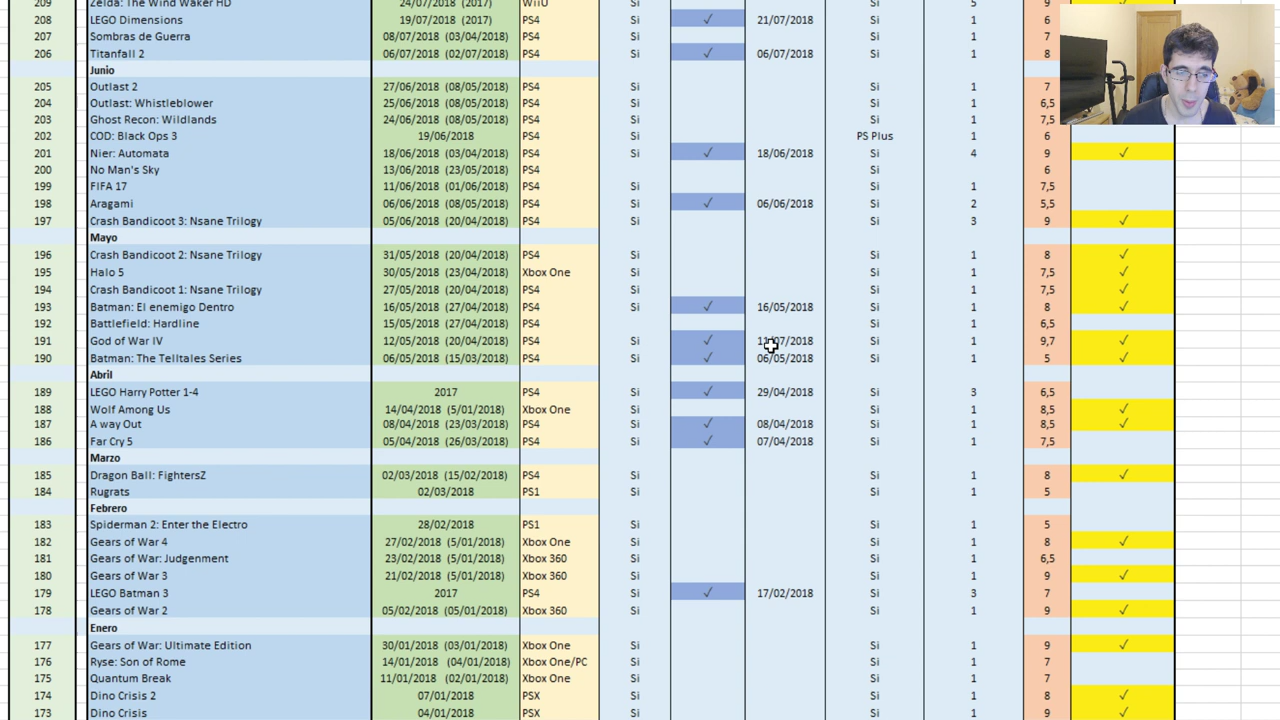 209 Zelda: The Wind Waker HD 24/07/2018 (2017) WiiU Si Si 5 9 ✓
208 LEGO Dimensions 19/07/2018 (2017) PS4 Si ✓ 21/07/2018 Si 1 6
207 Sombras de Guerra 08/07/2018 (03/04/2018) PS4 Si Si 1 7
206 Titanfall 2 06/07/2018 (02/07/2018) PS4 Si ✓ 06/07/2018 Si 1 8
Junio
205 Outlast 2 27/06/2018 (08/05/2018) PS4 Si Si 1 7
204 Outlast: Whistleblower 25/06/2018 (08/05/2018) PS4 Si Si 1 6,5
203 Ghost Recon: Wildlands 24/06/2018 (08/05/2018) PS4 Si Si 1 7,5
202 COD: Black Ops 3 19/06/2018 PS4 Si PS Plus 1 6
201 Nier: Automata 18/06/2018 (03/04/2018) PS4 Si ✓ 18/06/2018 Si 4 9 ✓
200 No Man's Sky 13/06/2018 (23/05/2018) PS4 Si 6
199 FIFA 17 11/06/2018 (01/06/2018) PS4 Si Si 1 7,5
198 Aragami 06/06/2018 (08/05/2018) PS4 Si ✓ 06/06/2018 Si 2 5,5
197 Crash Bandicoot 3: Nsane Trilogy 05/06/2018 (20/04/2018) PS4 Si Si 3 9 ✓
Mayo
196 Crash Bandicoot 2: Nsane Trilogy 31/05/2018 (20/04/2018) PS4 Si Si 1 8 ✓
195 Halo 5 30/05/2018 (23/04/2018) Xbox One Si Si 1 7,5 ✓
194 Crash Bandicoot 1: Nsane Trilogy 27/05/2018 (20/04/2018) PS4 Si Si 1 7,5 ✓
193 Batman: El enemigo Dentro 16/05/2018 (27/04/2018) PS4 Si ✓ 16/05/2018 Si 1 8 ✓
192 Battlefield: Hardline 15/05/2018 (27/04/2018) PS4 Si Si 1 6,5
191 God of War IV 12/05/2018 (20/04/2018) PS4 Si ✓ 11/07/2018 Si 1 9,7 ✓
190 Batman: The Telltales Series 06/05/2018 (15/03/2018) PS4 Si ✓ 06/05/2018 Si 1 5 ✓
Abril
189 LEGO Harry Potter 1-4 2017 PS4 Si ✓ 29/04/2018 Si 3 6,5
188 Wolf Among Us 14/04/2018 (5/01/2018) Xbox One Si Si 1 8,5 ✓
187 A way Out 08/04/2018 (23/03/2018) PS4 Si ✓ 08/04/2018 Si 1 8,5 ✓
186 Far Cry 5 05/04/2018 (26/03/2018) PS4 Si ✓ 07/04/2018 Si 1 7,5
Marzo
185 Dragon Ball: FightersZ 02/03/2018 (15/02/2018) PS4 Si Si 1 8 ✓
184 Rugrats 02/03/2018 PS1 Si Si 1 5
Febrero
183 Spiderman 2: Enter the Electro 28/02/2018 PS1 Si Si 1 5
182 Gears of War 4 27/02/2018 (5/01/2018) Xbox One Si Si 1 8 ✓
181 Gears of War: Judgenment 23/02/2018 (5/01/2018) Xbox 360 Si Si 1 6,5
180 Gears of War 3 21/02/2018 (5/01/2018) Xbox 360 Si Si 1 9 ✓
179 LEGO Batman 3 2017 PS4 Si ✓ 17/02/2018 Si 3 7
178 Gears of War 2 05/02/2018 (05/01/2018) Xbox 360 Si Si 1 9 ✓
Enero
177 Gears of War: Ultimate Edition 30/01/2018 (03/01/2018) Xbox One Si Si 1 9 ✓
176 Ryse: Son of Rome 14/01/2018 (04/01/2018) Xbox One/PC Si Si 1 7
175 Quantum Break 11/01/2018 (02/01/2018) Xbox One Si Si 1 7
174 Dino Crisis 2 07/01/2018 PSX Si Si 1 8 ✓
173 Dino Crisis 04/01/2018 PSX Si Si 1 9 ✓